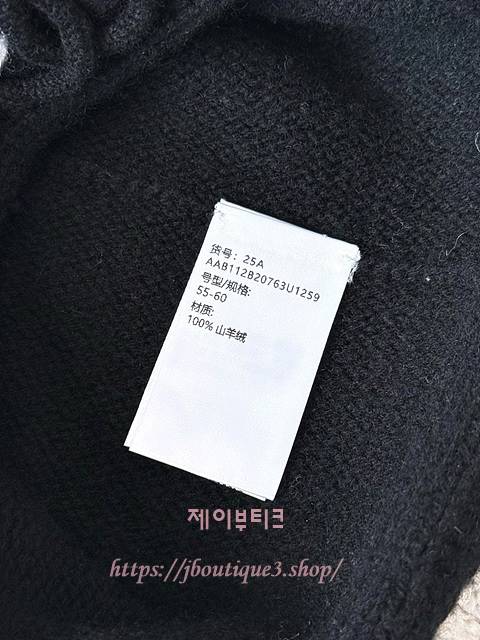 货号：25A
AAB112B20763U1259
号型/规格:
55-60
材质:
100% 山羊绒
제이부티크
https://jboutique3.shop/